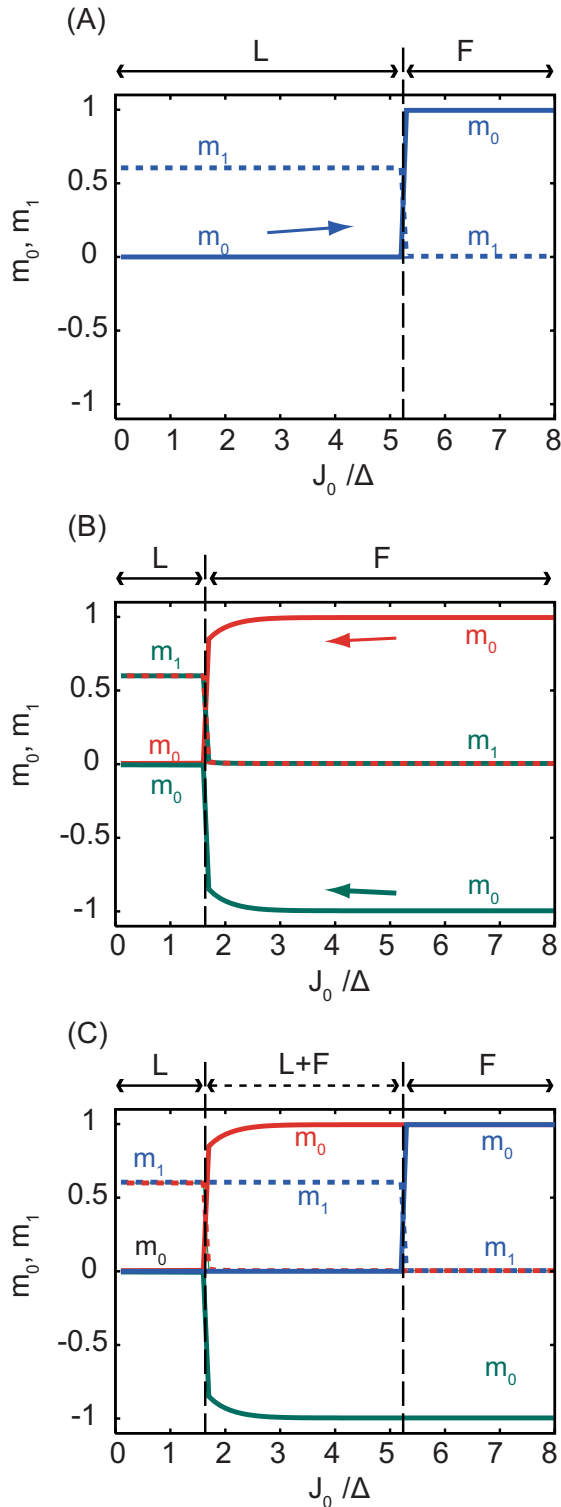 (A)
L F
1
m₀
m₁
0.5
m₀
0
m₁
-0.5
-1
m₀, m₁
0 1 2 3 4 5 6 7 8
J₀ /Δ
(B)
L F
1
m₀
m₁
0.5
m₀
m₁
0
m₀
-0.5
m₀
-1
m₀, m₁
0 1 2 3 4 5 6 7 8
J₀ /Δ
(C)
L L+F F
1
m₀ m₀
m₁
0.5
m₁
m₀ m₁
0
-0.5
m₀
-1
m₀, m₁
0 1 2 3 4 5 6 7 8
J₀ /Δ